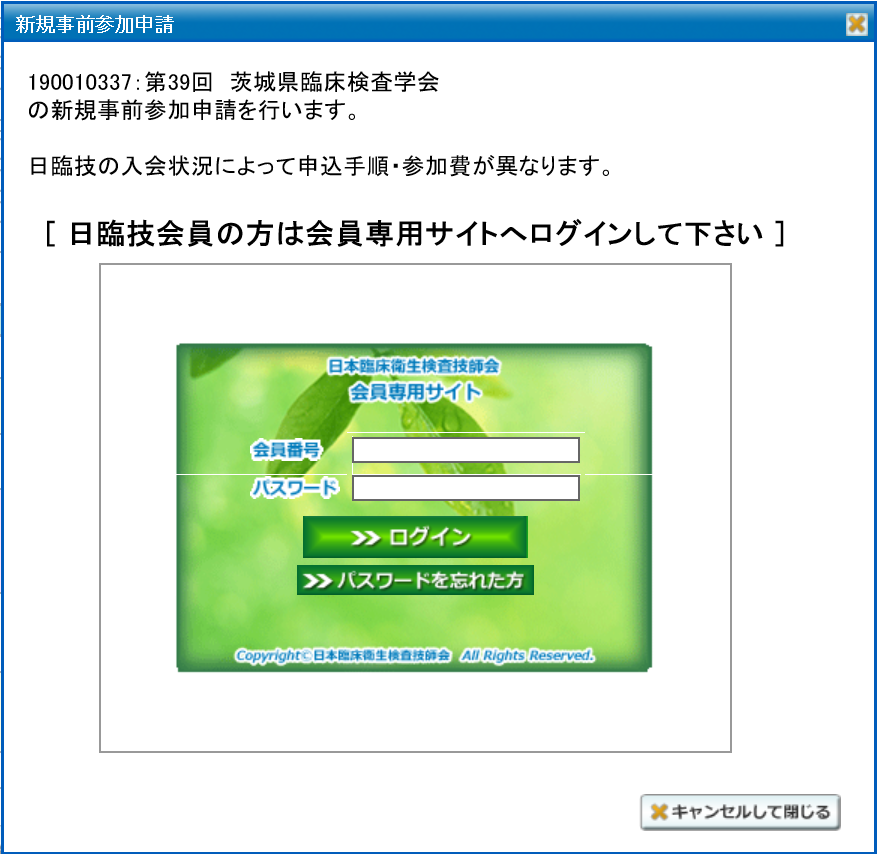 新規事前参加申請
190010337：第39回　茨城県臨床検査学会
の新規事前参加申請を行います。
日臨技の入会状況によって申込手順・参加費が異なります。
［ 日臨技会員の方は会員専用サイトへログインして下さい ］
日本臨床衛生検査技師会
会員専用サイト
会員番号
パスワード
ログイン
パスワードを忘れた方
Copyright©日本臨床衛生検査技師会　All Rights Reserved.
キャンセルして閉じる